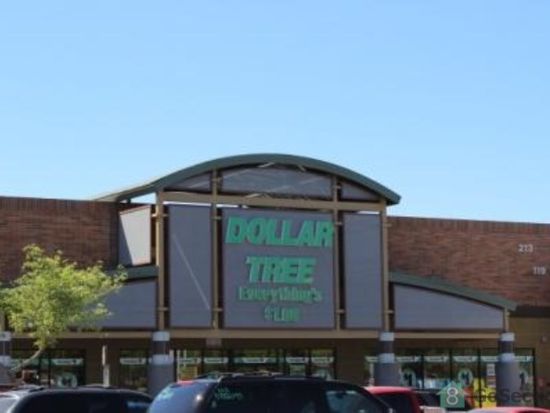 DOLLAR
TREE
Everything's
$1.00
213
119